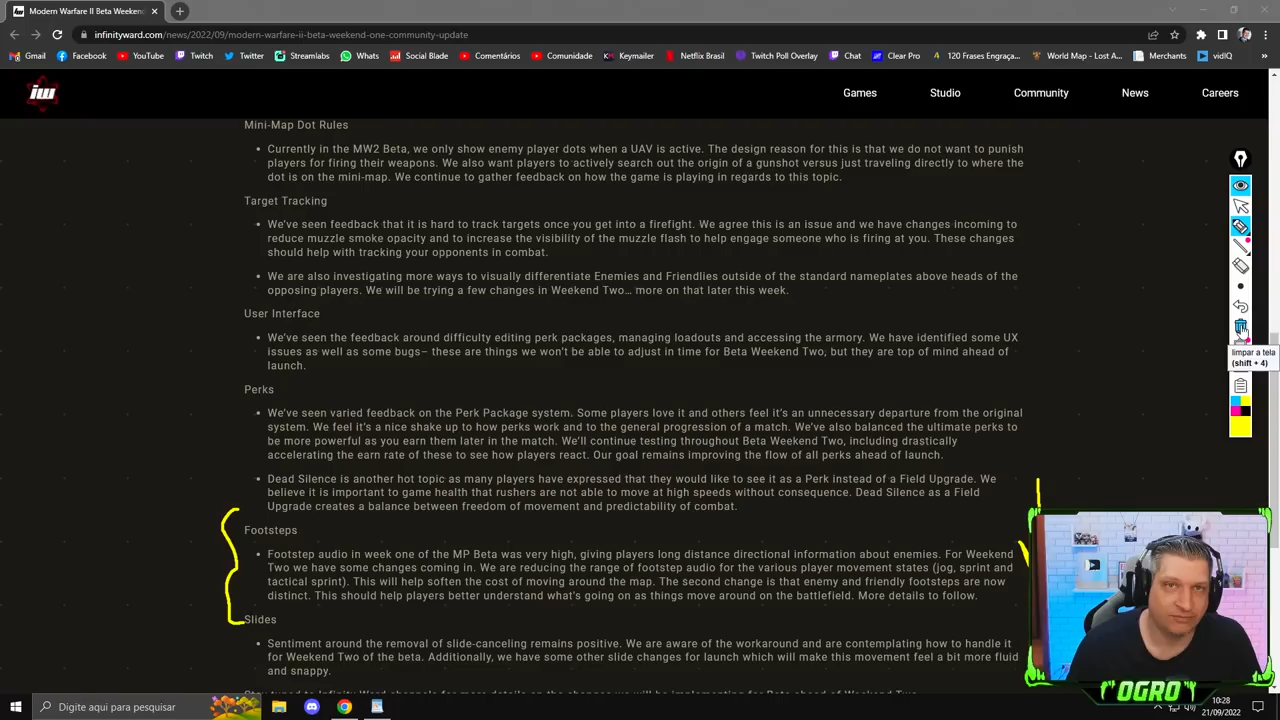 Modern Warfare II Beta Weekend
infinityward.com/news/2022/09/modern-warfare-ii-beta-weekend-one-community-update
Gmail Facebook YouTube Twitch Twitter Streamlabs Whats Social Blade Comentários Comunidade Keymailer Netflix Brasil Twitch Poll Overlay Chat Clear Pro 120 Frases Engraça... World Map - Lost A... Merchants vidIQ
iw Games Studio Community News Careers
Mini-Map Dot Rules
• Currently in the MW2 Beta, we only show enemy player dots when a UAV is active. The design reason for this is that we do not want to punish
players for firing their weapons. We also want players to actively search out the origin of a gunshot versus just traveling directly to where the
dot is on the mini-map. We continue to gather feedback on how the game is playing in regards to this topic.
Target Tracking
• We've seen feedback that it is hard to track targets once you get into a firefight. We agree this is an issue and we have changes incoming to
reduce muzzle smoke opacity and to increase the visibility of the muzzle flash to help engage someone who is firing at you. These changes
should help with tracking your opponents in combat.
• We are also investigating more ways to visually differentiate Enemies and Friendlies outside of the standard nameplates above heads of the
opposing players. We will be trying a few changes in Weekend Two… more on that later this week.
User Interface
• We've seen the feedback around difficulty editing perk packages, managing loadouts and accessing the armory. We have identified some UX
issues as well as some bugs– these are things we won't be able to adjust in time for Beta Weekend Two, but they are top of mind ahead of
launch.
limpar a tela
(shift + 4)
Perks
• We've seen varied feedback on the Perk Package system. Some players love it and others feel it's an unnecessary departure from the original
system. We feel it's a nice shake up to how perks work and to the general progression of a match. We've also balanced the ultimate perks to
be more powerful as you earn them later in the match. We'll continue testing throughout Beta Weekend Two, including drastically
accelerating the earn rate of these to see how players react. Our goal remains improving the flow of all perks ahead of launch.
• Dead Silence is another hot topic as many players have expressed that they would like to see it as a Perk instead of a Field Upgrade. We
believe it is important to game health that rushers are not able to move at high speeds without consequence. Dead Silence as a Field
Upgrade creates a balance between freedom of movement and predictability of combat.
Footsteps
• Footstep audio in week one of the MP Beta was very high, giving players long distance directional information about enemies. For Weekend
Two we have some changes coming in. We are reducing the range of footstep audio for the various player movement states (jog, sprint and
tactical sprint). This will help soften the cost of moving around the map. The second change is that enemy and friendly footsteps are now
distinct. This should help players better understand what's going on as things move around on the battlefield. More details to follow.
Slides
• Sentiment around the removal of slide-canceling remains positive. We are aware of the workaround and are contemplating how to handle it
for Weekend Two of the beta. Additionally, we have some other slide changes for launch which will make this movement feel a bit more fluid
and snappy.
Stay tuned to Infinity Ward channels for more details on the changes we will be implementing for Beta ahead of Weekend Two.
OGRO
Digite aqui para pesquisar
10:28
21/09/2022